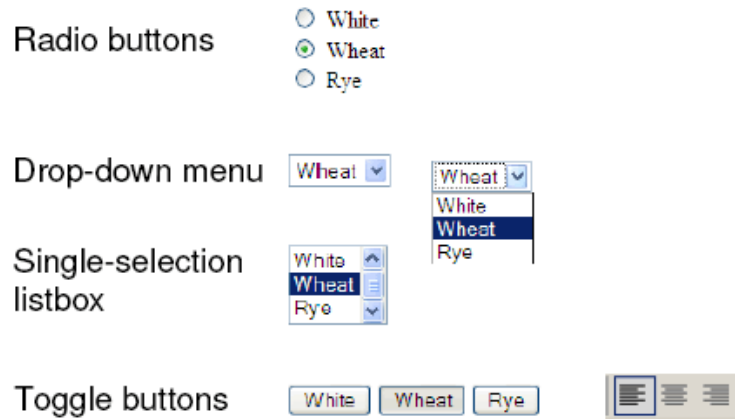 Radio buttons
White
Wheat
Rye
Drop-down menu
Wheat
Wheat
White
Wheat
Rye
Single-selection
listbox
White
Wheat
Rye
Toggle buttons
White
Wheat
Rye